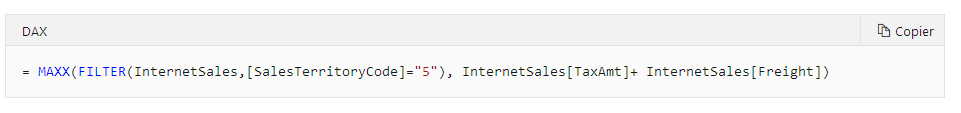 DAX
Copier
= MAXX(FILTER(InternetSales,[SalesTerritoryCode]="5"), InternetSales[TaxAmt]+ InternetSales[Freight])